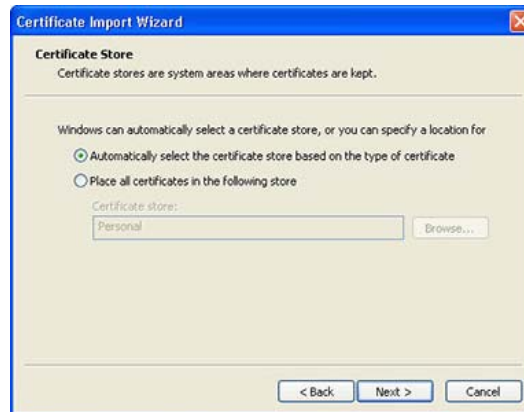 Certificate Import Wizard
Certificate Store
Certificate stores are system areas where certificates are kept.
Windows can automatically select a certificate store, or you can specify a location for
Automatically select the certificate store based on the type of certificate
Place all certificates in the following store
Certificate store:
Personal
Browse...
< Back
Next >
Cancel